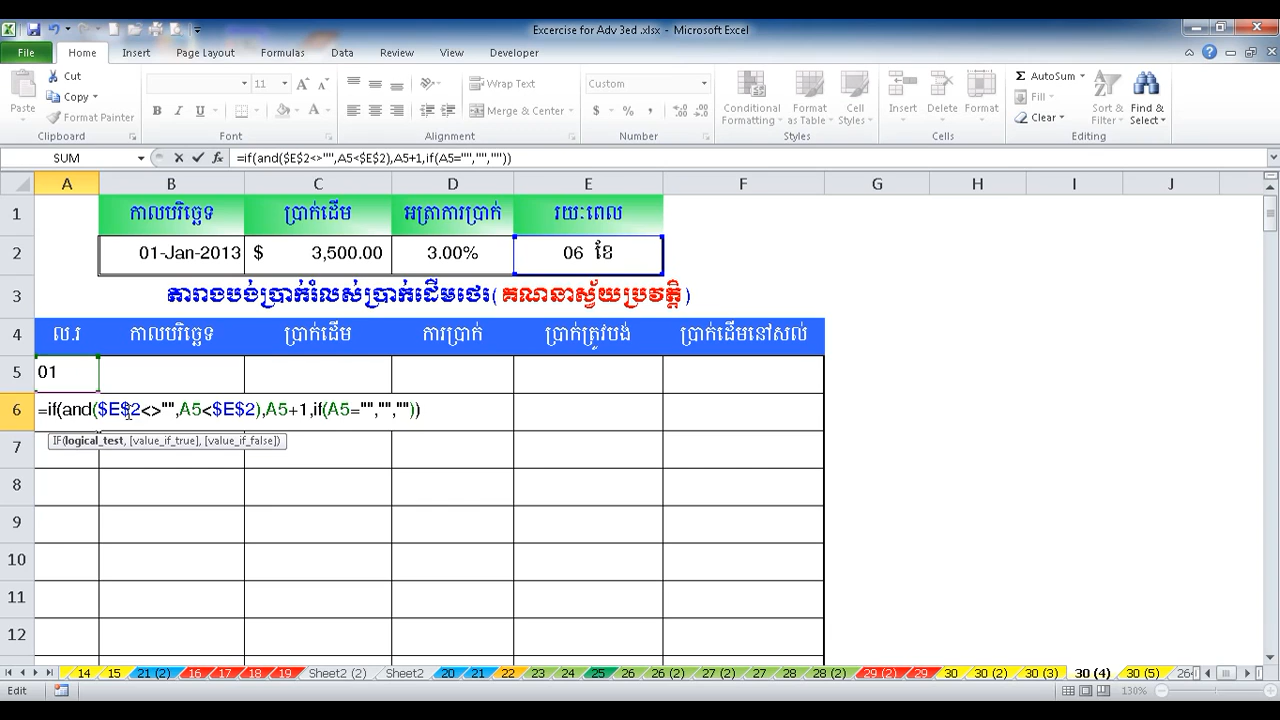 Excercise for Adv 3ed .xlsx - Microsoft Excel
File Home Insert Page Layout Formulas Data Review View Developer
Cut
Copy
Format Painter
Paste
Clipboard
11
B I U
Font
Wrap Text
Merge & Center
Alignment
Custom
$ % ,
Number
Conditional Formatting
Format as Table
Cell Styles
Styles
Insert
Delete
Format
Cells
AutoSum
Fill
Clear
Sort & Filter
Find & Select
Editing
SUM
=if(and($E$2<>"",A5<$E$2),A5+1,if(A5="","",""))
A B C D E F G H I J
1 កាលបរិច្ឆេទ ប្រាក់ដើម អត្រាការប្រាក់ រយៈពេល
2 01-Jan-2013 $ 3,500.00 3.00% 06 ខែ
3 តារាងបង់ប្រាក់រំលស់ប្រាក់ដើមថេរ(គណនាស្វ័យប្រវត្តិ)
4 ល.រ កាលបរិច្ឆេទ ប្រាក់ដើម ការប្រាក់ ប្រាក់ត្រូវបង់ ប្រាក់ដើមនៅសល់
5 01
6 =if(and($E$2<>"",A5<$E$2),A5+1,if(A5="","",""))
IF(logical_test, [value_if_true], [value_if_false])
7
8
9
10
11
12
14 15 21 (2) 16 17 18 19 Sheet2 (2) Sheet2 20 21 22 23 24 25 26 26 (2) 27 27 (2) 28 28 (2) 29 (2) 29 30 30 (2) 30 (3) 30 (4) 30 (5)
Edit
130%